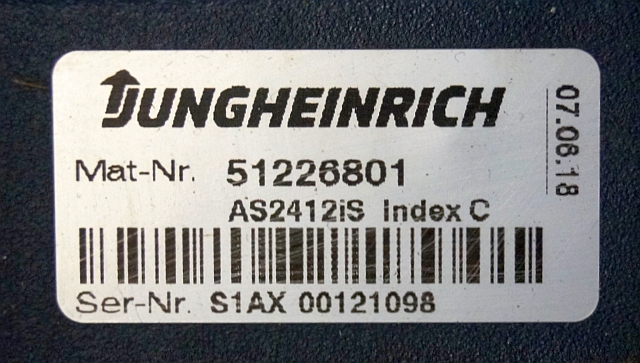 JUNGHEINRICH
07.06.18
Mat-Nr. 51226801
AS2412iS Index C
Ser-Nr. S1AX 00121098